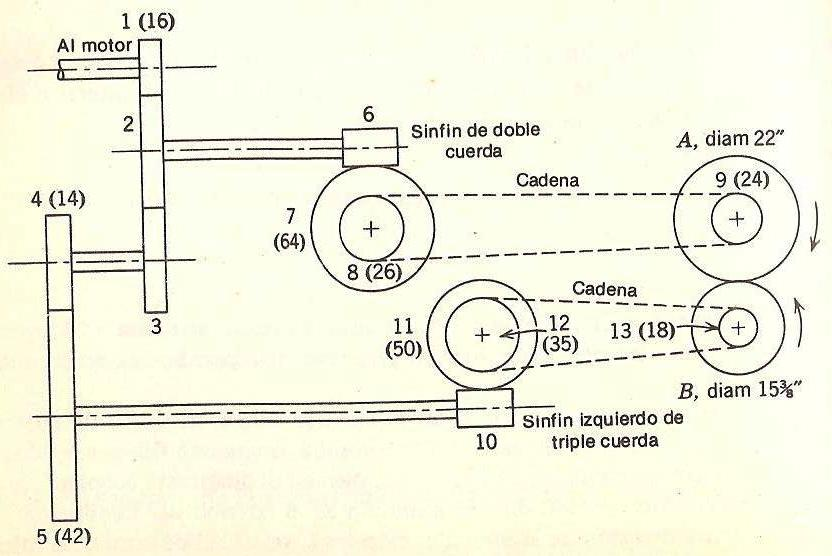 1 (16)
Al motor
2
6
Sinfin de doble
cuerda
A, diam 22″
Cadena
9 (24)
4 (14)
7
(64)
8 (26)
3
Cadena
11
(50)
12
(35)
13 (18)
B, diam 15⅜″
10
Sinfin izquierdo de
triple cuerda
5 (42)